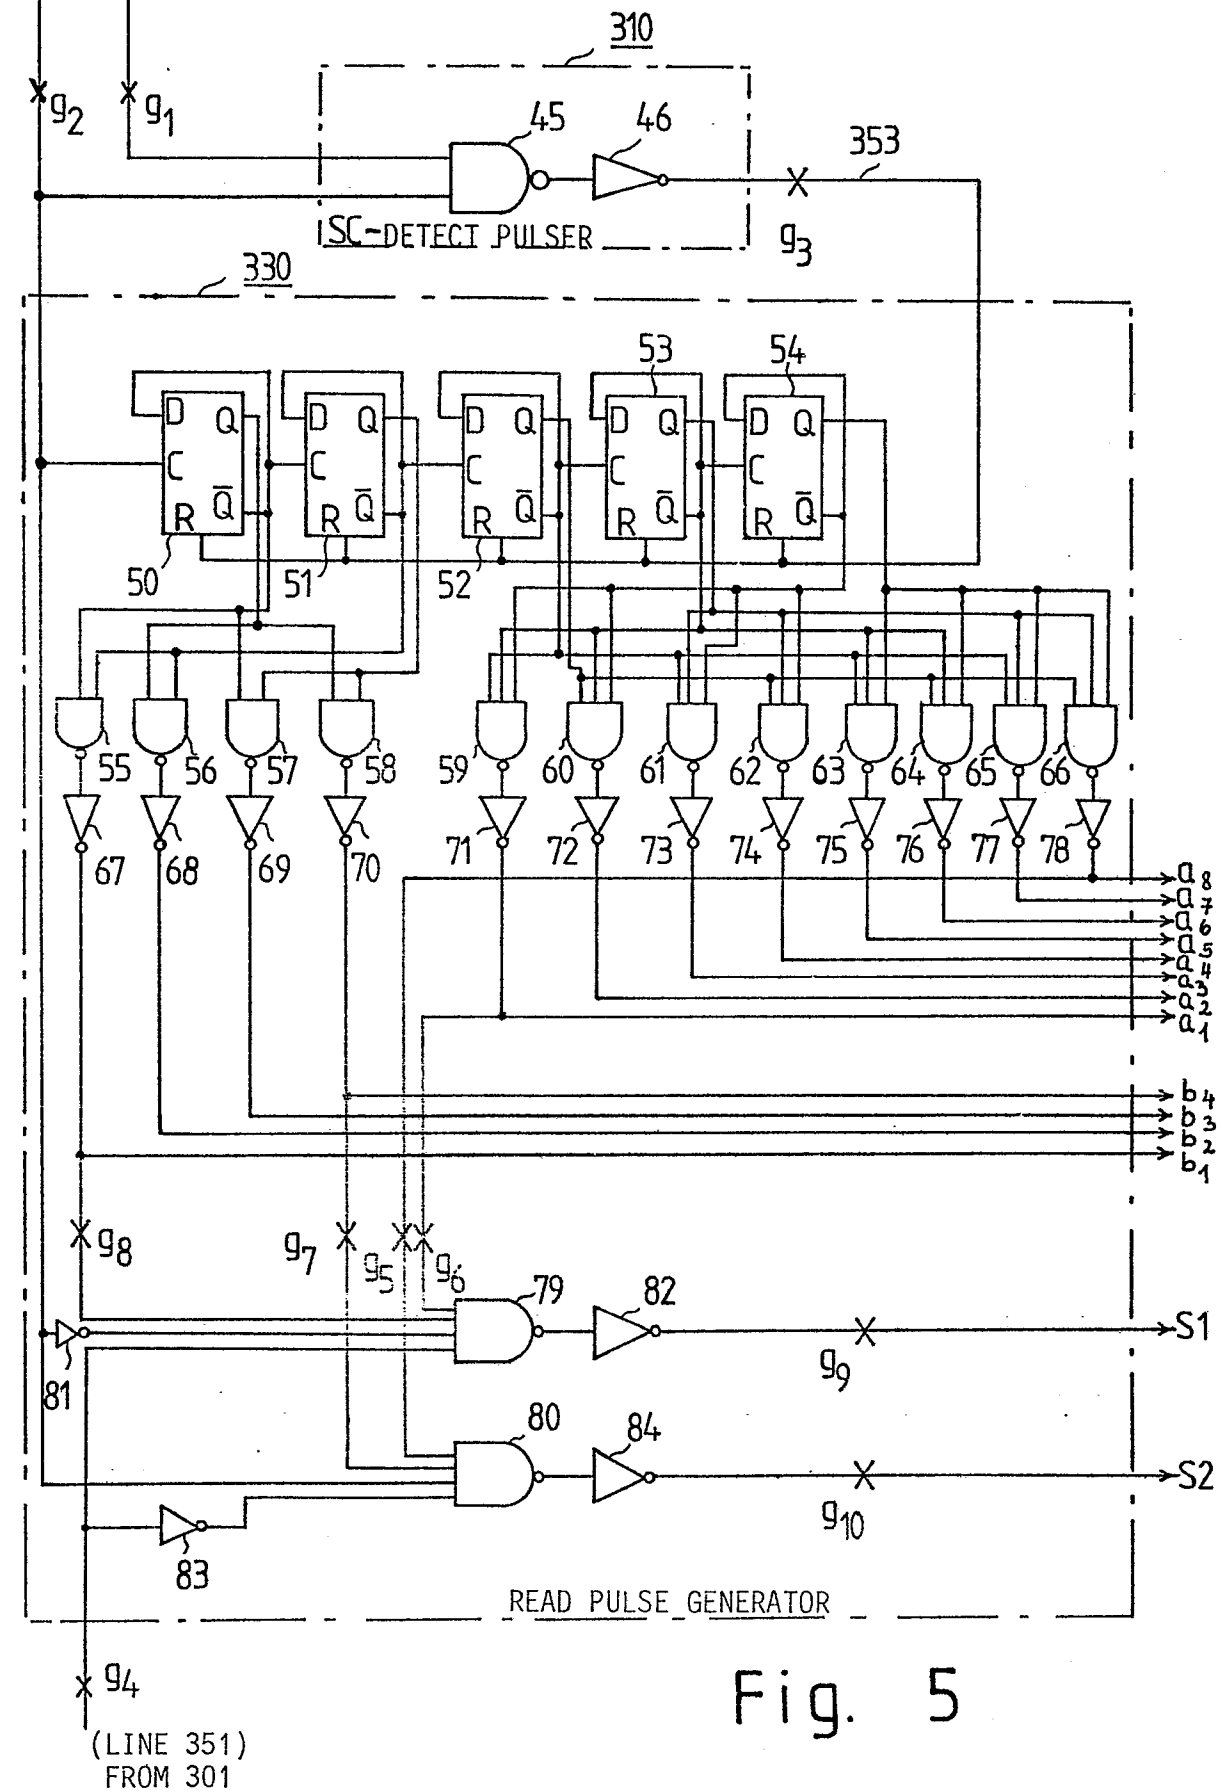 310
g2 g1
45 46
353
SC-DETECT PULSER
g3
330
53 54
D Q D Q D Q D Q D Q
C C C C C
R Q̅ R Q̅ R Q̅ R Q̅ R Q̅
50 51 52
55 56 57 58 59 60 61 62 63 64 65 66
67 68 69 70 71 72 73 74 75 76 77 78
a8
a7
a6
a5
a4
a3
a2
a1
b4
b3
b2
b1
g8 g7 g5 g6
79 82
S1
81
g9
80 84
S2
g10
83
READ PULSE GENERATOR
g4
(LINE 351)
FROM 301
Fig. 5